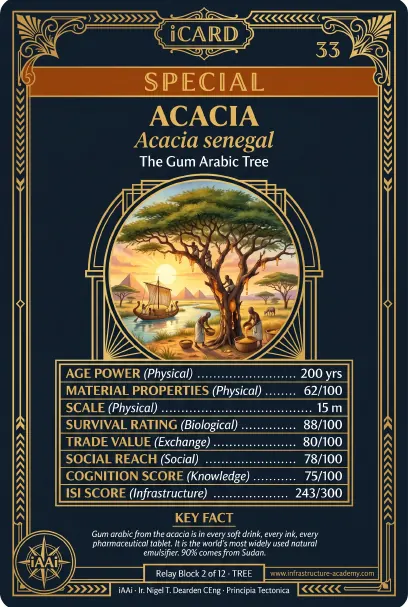 iCARD
33
SPECIAL
ACACIA
Acacia senegal
The Gum Arabic Tree
AGE POWER (Physical) ........................ 200 yrs
MATERIAL PROPERTIES (Physical) ....... 62/100
SCALE (Physical) .................................... 15 m
SURVIVAL RATING (Biological) ............ 88/100
TRADE VALUE (Exchange) ..................... 80/100
SOCIAL REACH (Social) ........................ 78/100
COGNITION SCORE (Knowledge) ......... 75/100
ISI SCORE (Infrastructure) .................. 243/300
KEY FACT
Gum arabic from the acacia is in every soft drink, every ink, every
pharmaceutical tablet. It is the world's most widely used natural
emulsifier. 90% comes from Sudan.
iAAi
Relay Block 2 of 12 · TREE
www.infrastructure-academy.com
iAAi · Ir. Nigel T. Dearden CEng · Principia Tectonica